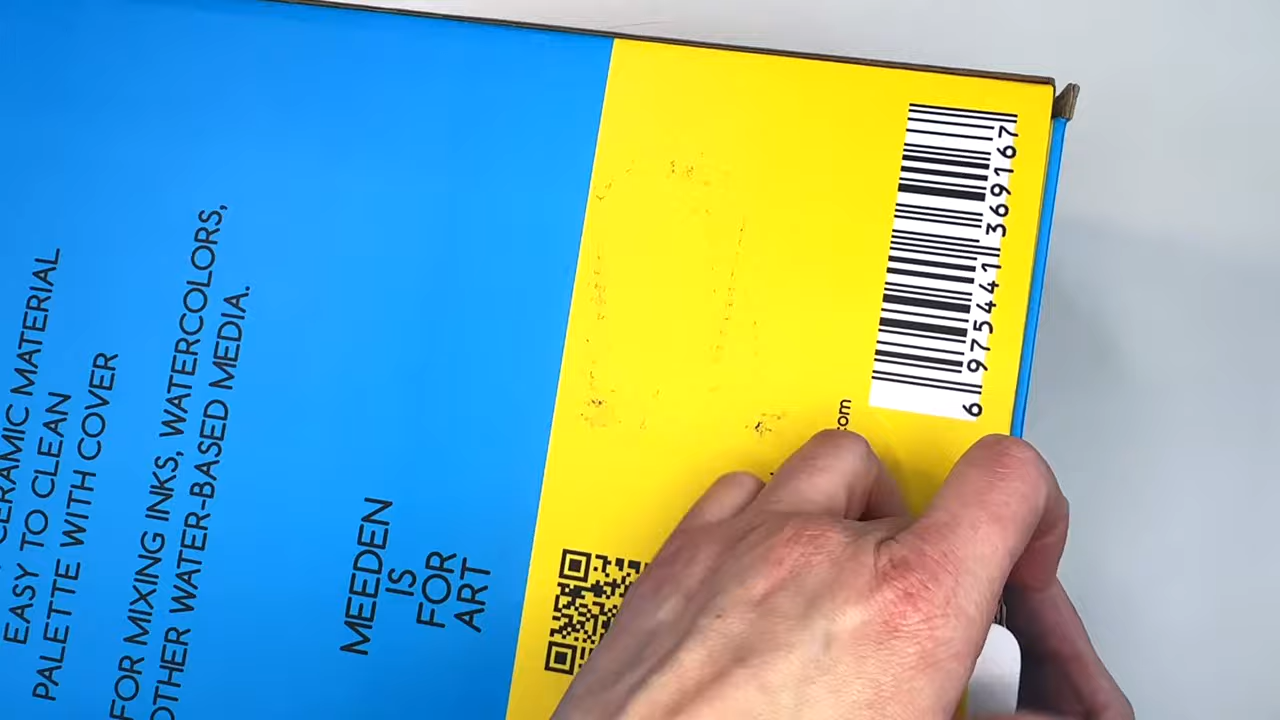 CERAMIC MATERIAL
EASY TO CLEAN
PALETTE WITH COVER
FOR MIXING INKS, WATERCOLORS,
OTHER WATER-BASED MEDIA.
MEEDEN
IS
FOR
ART
.com
6 975441 369167